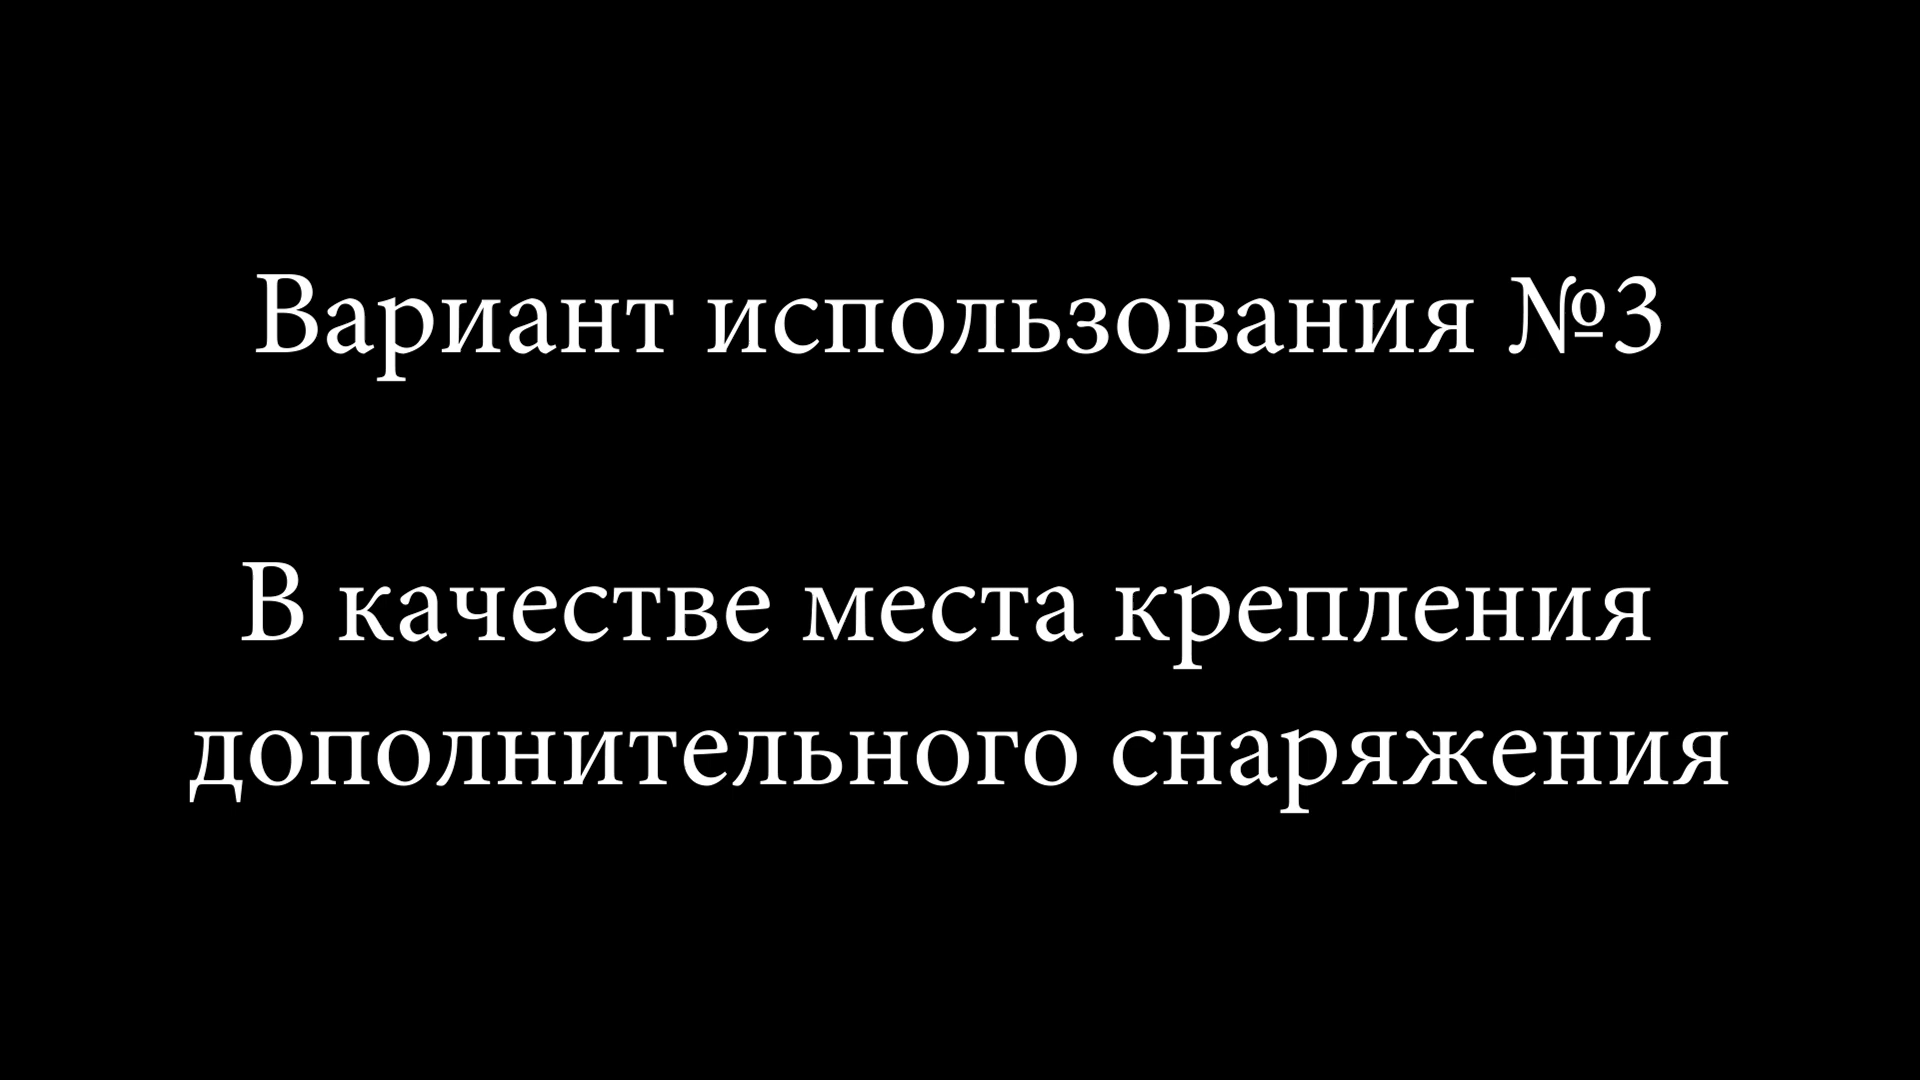 Вариант использования №3
В качестве места крепления
дополнительного снаряжения